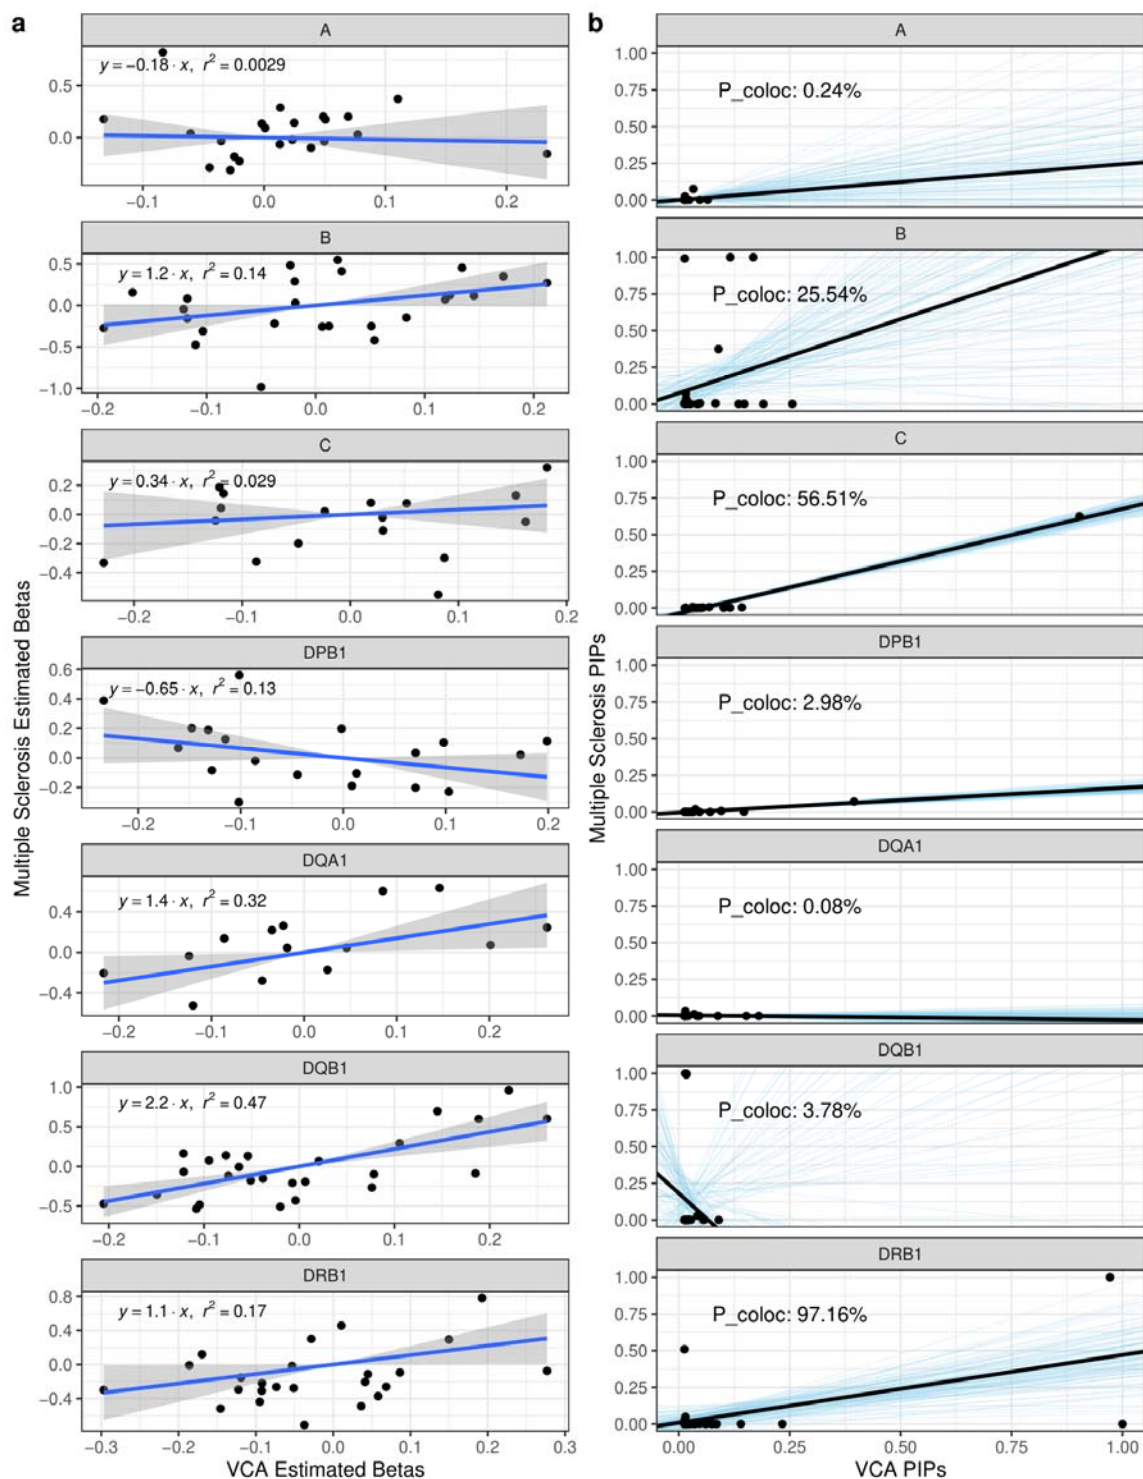 a
A
y = −0.18 · x, r² = 0.0029
0.5
0.0
−0.1 0.0 0.1 0.2
B
y = 1.2 · x, r² = 0.14
0.5
0.0
−0.5
−1.0
−0.2 −0.1 0.0 0.1 0.2
C
y = 0.34 · x, r² = 0.029
0.2
0.0
−0.2
−0.4
−0.2 −0.1 0.0 0.1 0.2
DPB1
y = −0.65 · x, r² = 0.13
0.6
0.4
0.2
0.0
−0.2
−0.2 −0.1 0.0 0.1 0.2
DQA1
y = 1.4 · x, r² = 0.32
0.4
0.0
−0.4
−0.2 −0.1 0.0 0.1 0.2
DQB1
y = 2.2 · x, r² = 0.47
1.0
0.5
0.0
−0.5
−0.2 −0.1 0.0 0.1 0.2
DRB1
y = 1.1 · x, r² = 0.17
0.8
0.4
0.0
−0.4
−0.3 −0.2 −0.1 0.0 0.1 0.2 0.3
VCA Estimated Betas
Multiple Sclerosis Estimated Betas
b
A
P_coloc: 0.24%
1.00
0.75
0.50
0.25
0.00
B
P_coloc: 25.54%
1.00
0.75
0.50
0.25
0.00
C
P_coloc: 56.51%
1.00
0.75
0.50
0.25
0.00
DPB1
P_coloc: 2.98%
1.00
0.75
0.50
0.25
0.00
DQA1
P_coloc: 0.08%
1.00
0.75
0.50
0.25
0.00
DQB1
P_coloc: 3.78%
1.00
0.75
0.50
0.25
0.00
DRB1
P_coloc: 97.16%
1.00
0.75
0.50
0.25
0.00
0.00 0.25 0.50 0.75 1.00
VCA PIPs
Multiple Sclerosis PIPs